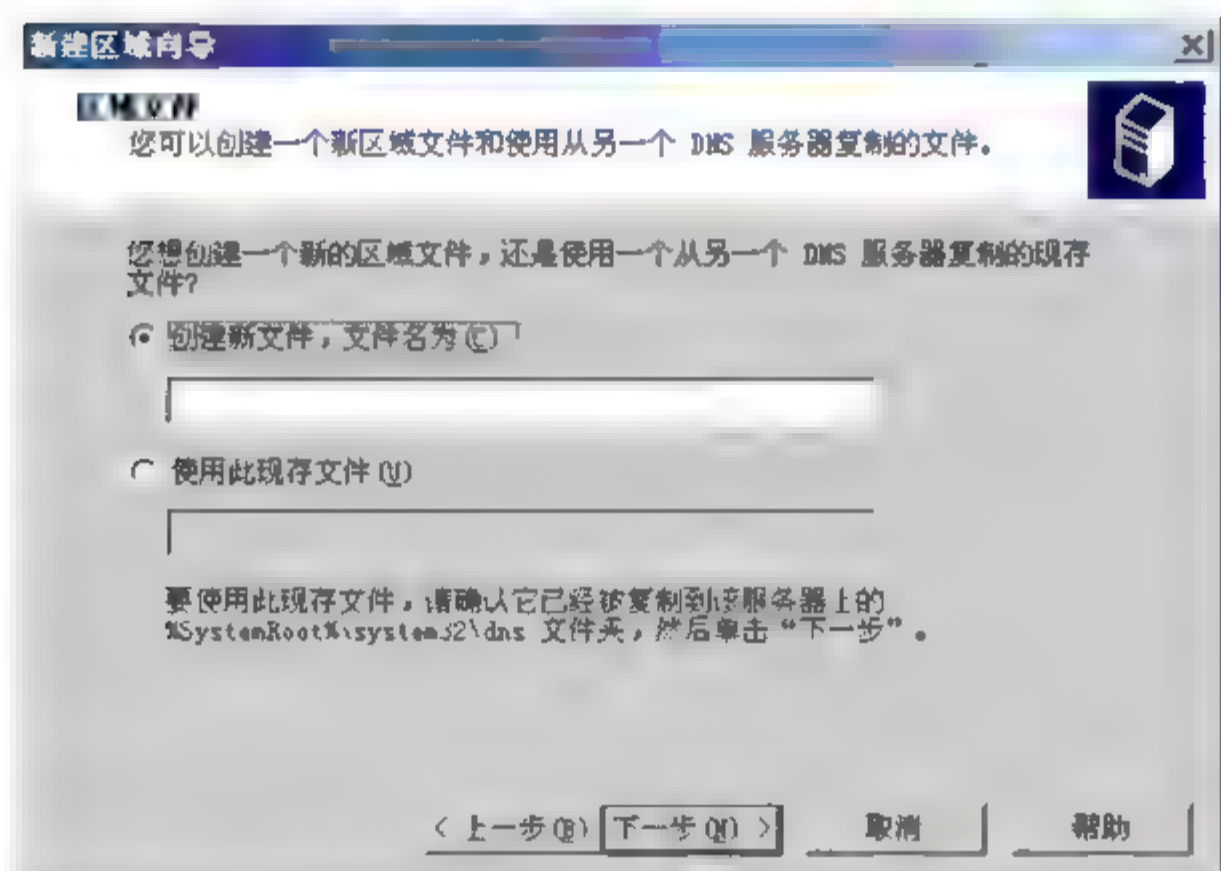 新建区域向导
区域文件
您可以创建一个新区域文件和使用从另一个 DNS 服务器复制的文件。
您想创建一个新的区域文件，还是使用一个从另一个 DNS 服务器复制的现存
文件?
创建新文件，文件名为(C)
使用此现存文件(U)
要使用此现存文件，请确认它已经被复制到该服务器上的
%SystemRoot%\system32\dns 文件夹，然后单击“下一步”。
< 上一步(B)
下一步(N) >
取消
帮助